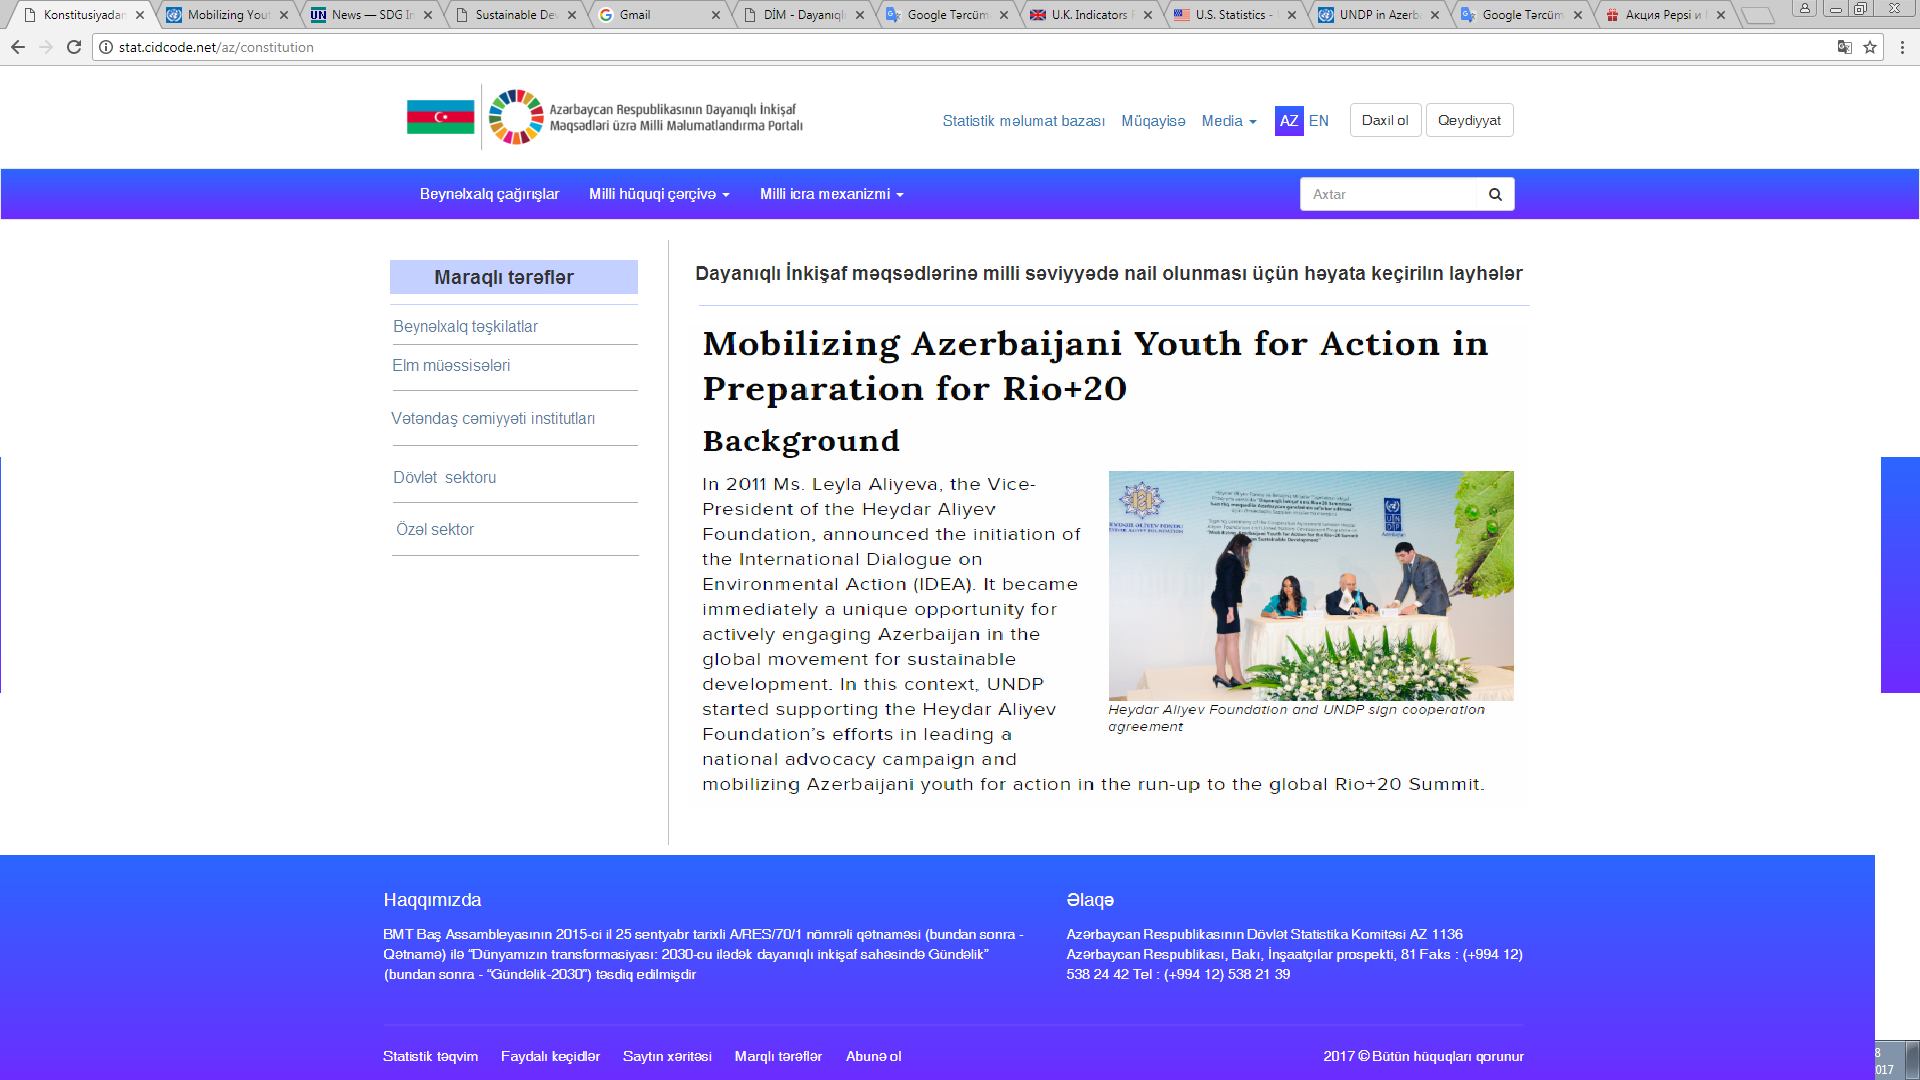 Konstitusiyadan
Mobilizing You
News — SDG In
Sustainable De
Gmail
DİM - Dayanıql
Google Tərcüm
U.K. Indicators
U.S. Statistics -
UNDP in Azerb
Google Tərcüm
Акция Pepsi и
stat.cidcode.net/az/constitution
Azərbaycan Respublikasının Dayanıqlı İnkişaf
Məqsədləri üzrə Milli Məlumatlandırma Portalı
Statistik məlumat bazası Müqayisə Media AZ EN Daxil ol Qeydiyyat
Beynəlxalq çağırışlar Milli hüquqi çərçivə Milli icra mexanizmi Axtar
Maraqlı tərəflər
Beynəlxalq təşkilatlar
Elm müəssisələri
Vətəndaş cəmiyyəti institutları
Dövlət sektoru
Özəl sektor
Dayanıqlı İnkişaf məqsədlərinə milli səviyyədə nail olunması üçün həyata keçirilın layhələr
Mobilizing Azerbaijani Youth for Action in
Preparation for Rio+20
Background
In 2011 Ms. Leyla Aliyeva, the Vice-
President of the Heydar Aliyev
Foundation, announced the initiation of
the International Dialogue on
Environmental Action (IDEA). It became
immediately a unique opportunity for
actively engaging Azerbaijan in the
global movement for sustainable
development. In this context, UNDP
started supporting the Heydar Aliyev
Foundation's efforts in leading a
national advocacy campaign and
mobilizing Azerbaijani youth for action in the run-up to the global Rio+20 Summit.
Heydar Aliyev Foundation and UNDP sign cooperation
agreement
Haqqımızda
BMT Baş Assambleyasının 2015-ci il 25 sentyabr tarixli A/RES/70/1 nömrəli qətnaməsi (bundan sonra -
Qətnamə) ilə “Dünyamızın transformasiyası: 2030-cu ilədək dayanıqlı inkişaf sahəsində Gündəlik”
(bundan sonra - “Gündəlik-2030”) təsdiq edilmişdir
Əlaqə
Azərbaycan Respublikasının Dövlət Statistika Komitəsi AZ 1136
Azərbaycan Respublikası, Bakı, İnşaatçılar prospekti, 81 Faks : (+994 12)
538 24 42 Tel : (+994 12) 538 21 39
Statistik təqvim Faydalı keçidlər Saytın xəritəsi Marqlı tərəflər Abunə ol
2017 © Bütün hüquqları qorunur
8
017